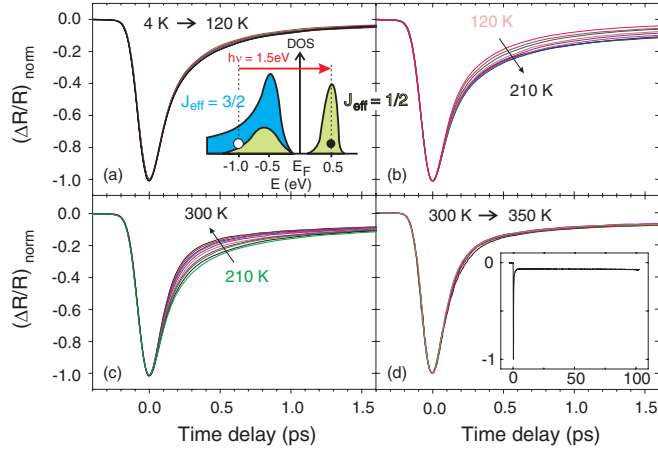 0.0
-0.2
-0.4
-0.6
-0.8
-1.0
(ΔR/R) norm
4 K → 120 K
DOS
hν = 1.5eV
J eff = 3/2
J eff = 1/2
-1.0 -0.5 E F 0.5
E (eV)
(a)
120 K
210 K
(b)
0.0
-0.2
-0.4
-0.6
-0.8
-1.0
(ΔR/R) norm
300 K
210 K
(c)
0.0 0.5 1.0 1.5
Time delay (ps)
300 K → 350 K
0
-1
0 50 100
(d)
0.0 0.5 1.0 1.5
Time delay (ps)